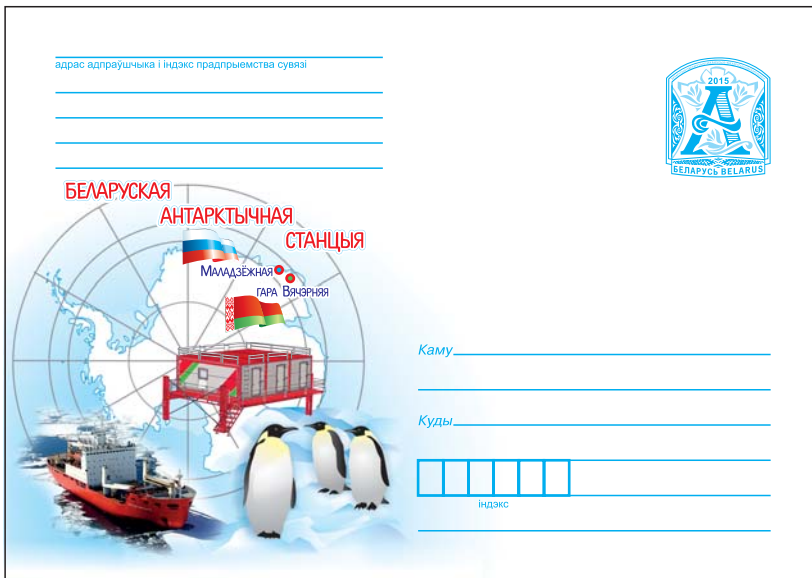 адрас адпраўшчыка і індэкс прадпрыемства сувязі
2015
А
БЕЛАРУСЬ BELARUS
БЕЛАРУСКАЯ
АНТАРКТЫЧНАЯ
СТАНЦЫЯ
Маладзёжная
гара Вячэрняя
Каму
Куды
індэкс